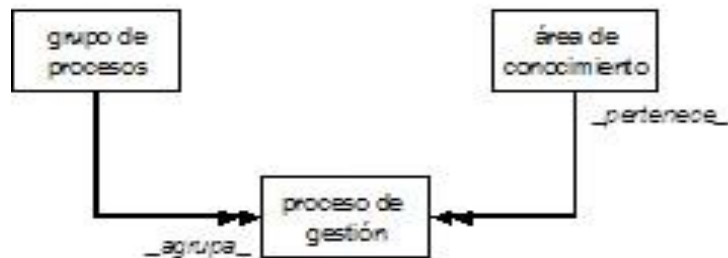 grupo de
procesos
área de
conocimiento
_pertenece_
proceso de
gestión
_agrupa_